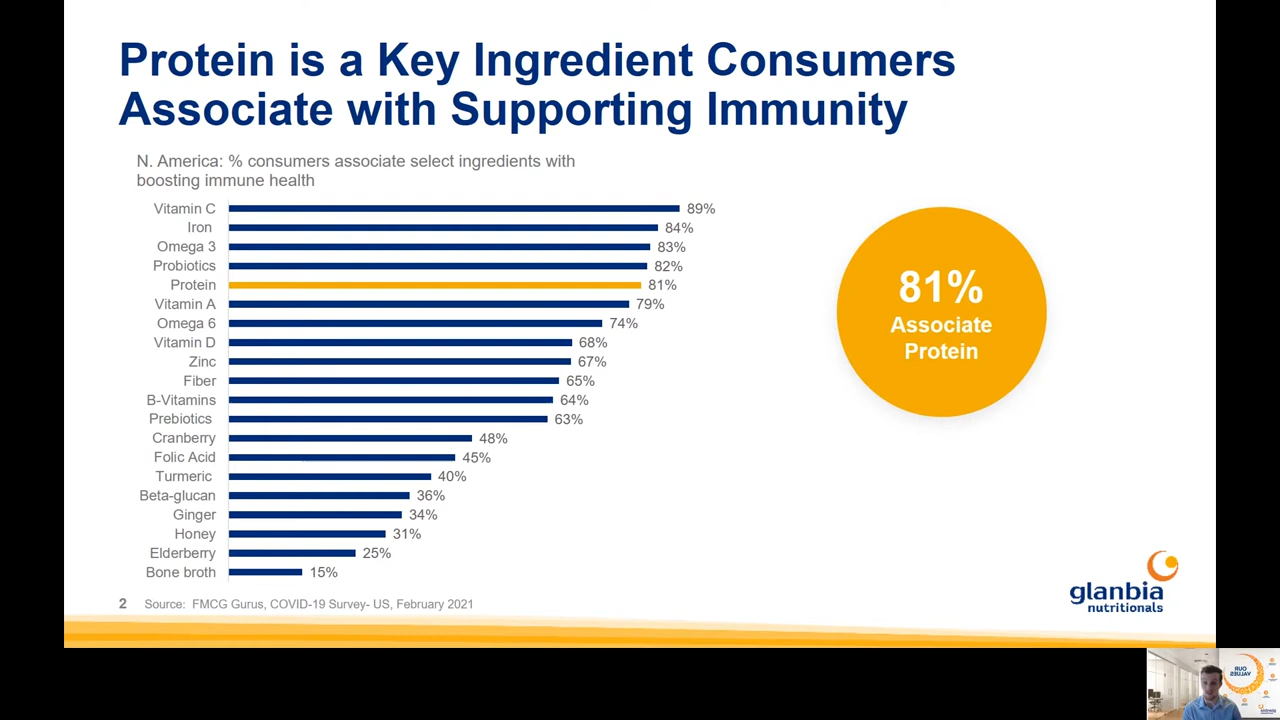 Protein is a Key Ingredient Consumers
Associate with Supporting Immunity
N. America: % consumers associate select ingredients with
boosting immune health
Vitamin C 89%
Iron 84%
Omega 3 83%
Probiotics 82%
Protein 81%
Vitamin A 79%
Omega 6 74%
Vitamin D 68%
Zinc 67%
Fiber 65%
B-Vitamins 64%
Prebiotics 63%
Cranberry 48%
Folic Acid 45%
Turmeric 40%
Beta-glucan 36%
Ginger 34%
Honey 31%
Elderberry 25%
Bone broth 15%
81%
Associate
Protein
glanbia
nutritionals
2 Source: FMCG Gurus, COVID-19 Survey- US, February 2021
OUR
VALUES